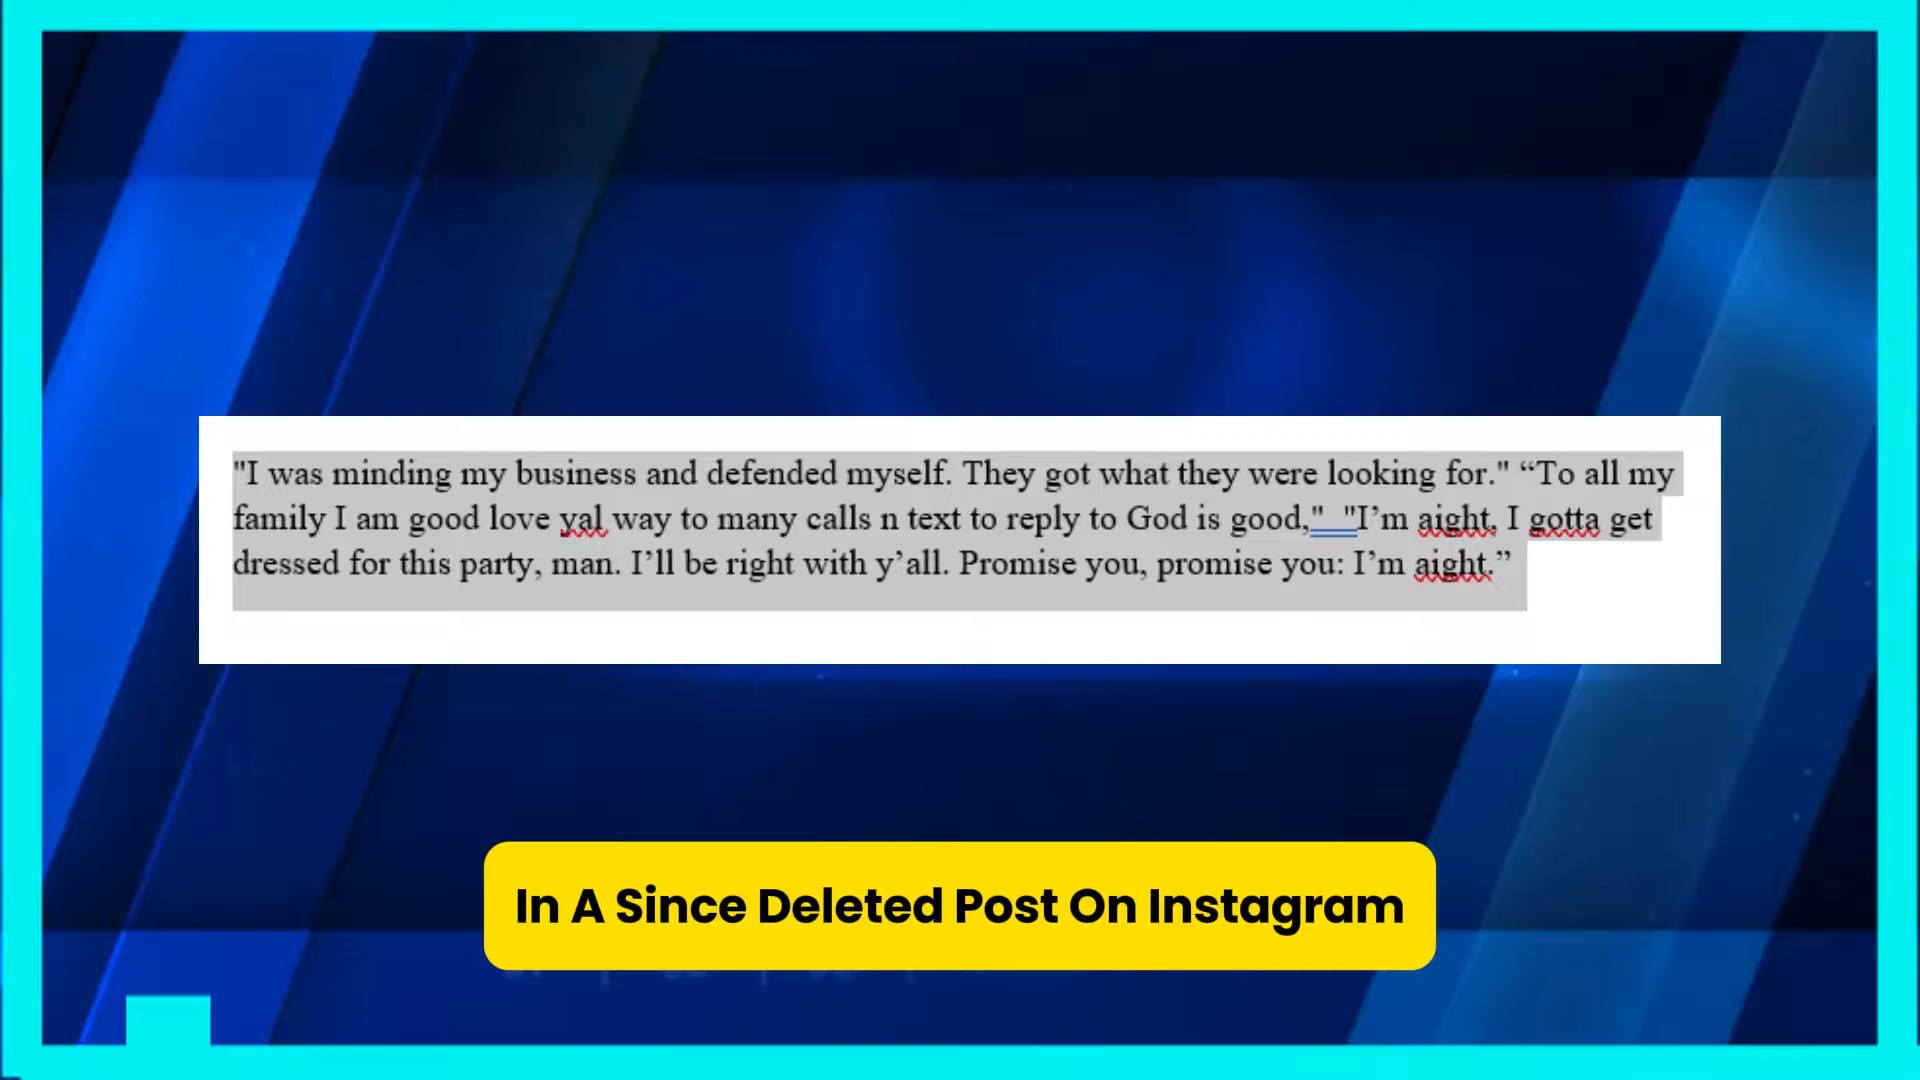 "I was minding my business and defended myself. They got what they were looking for." “To all my
family I am good love yal way to many calls n text to reply to God is good," "I’m aight, I gotta get
dressed for this party, man. I’ll be right with y’all. Promise you, promise you: I’m aight.”
In A Since Deleted Post On Instagram